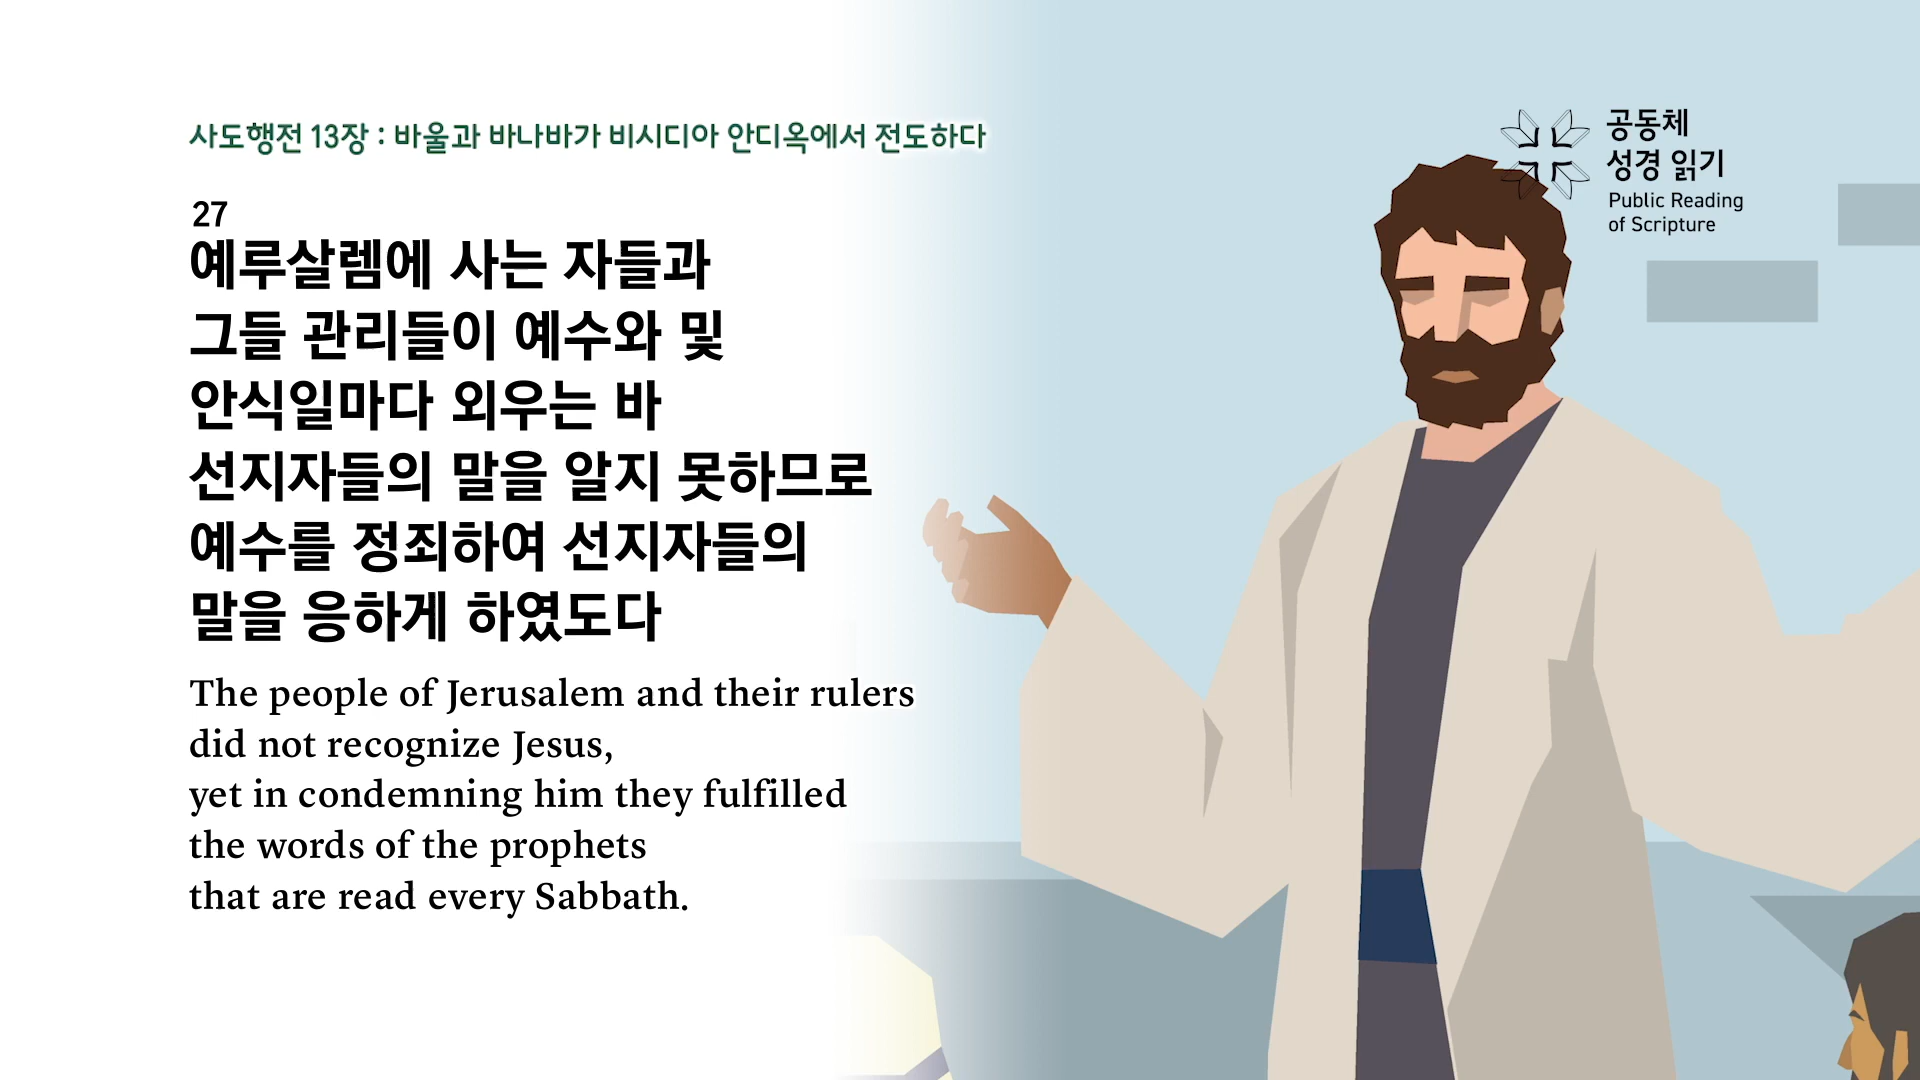 사도행전 13장 : 바울과 바나바가 비시디아 안디옥에서 전도하다
공동체
성경 읽기
Public Reading
of Scripture
27
예루살렘에 사는 자들과
그들 관리들이 예수와 및
안식일마다 외우는 바
선지자들의 말을 알지 못하므로
예수를 정죄하여 선지자들의
말을 응하게 하였도다
The people of Jerusalem and their rulers
did not recognize Jesus,
yet in condemning him they fulfilled
the words of the prophets
that are read every Sabbath.